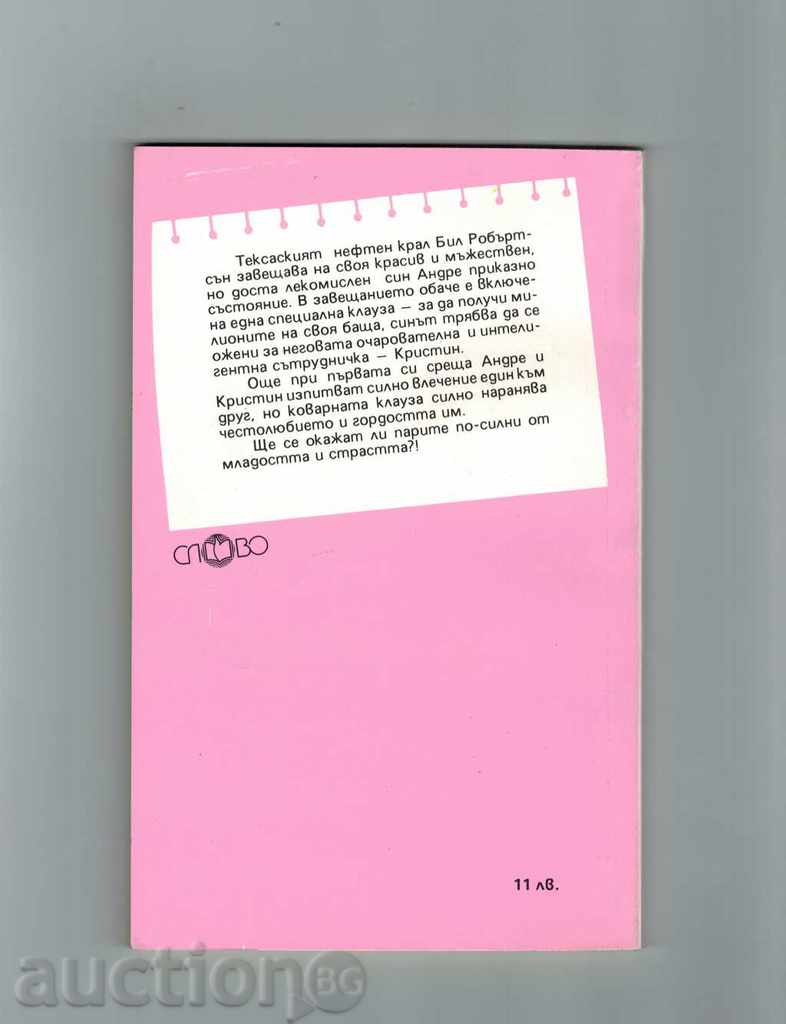 Тексаският нефтен крал Бил Робърт-
сън завещава на своя красив и мъжествен,
но доста лекомислен син Андре приказно
състояние. В завещанието обаче е включе-
на една специална клауза – за да получи ми-
лионите на своя баща, синът трябва да се
ожени за неговата очарователна и интели-
гентна сътрудничка – Кристин.
Още при първата си среща Андре и
Кристин изпитват силно влечение един към
друг, но коварната клауза силно наранява
честолюбието и гордостта им.
Ще се окажат ли парите по-силни от
младостта и страстта?!
СЛОВО
11 лв.
auctionBG